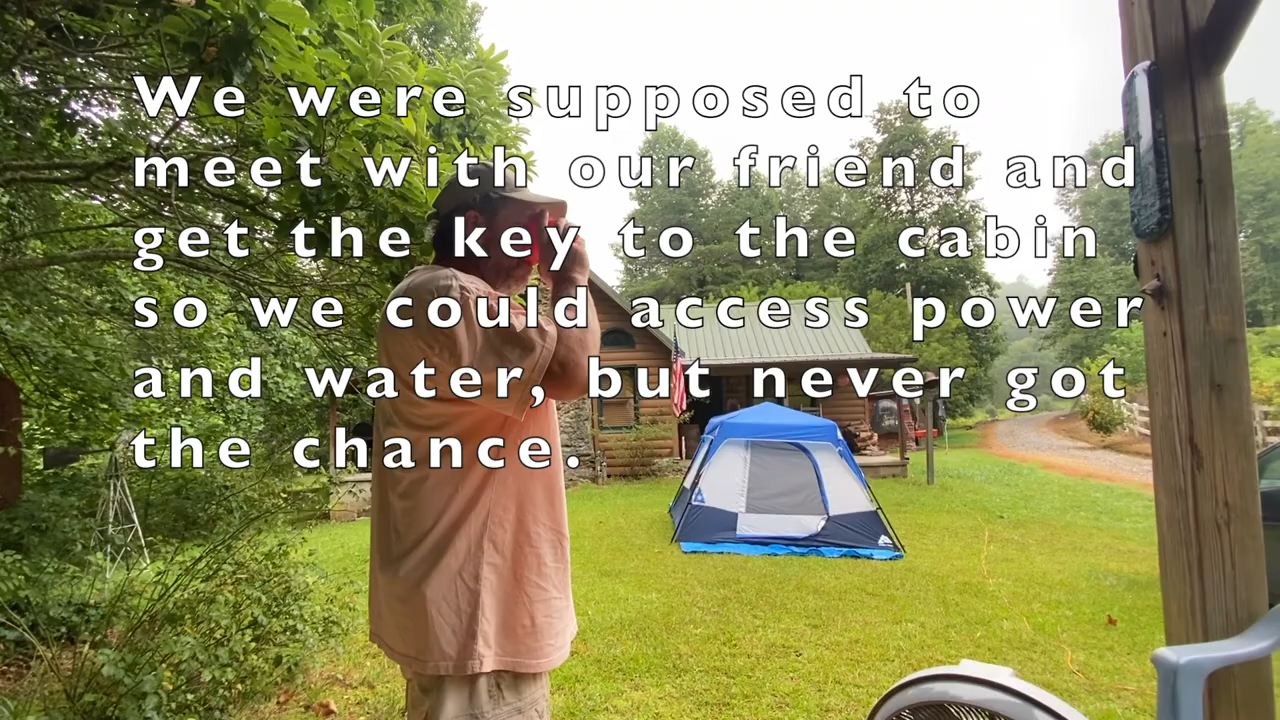 We were supposed to
meet with our friend and
get the key to the cabin
so we could access power
and water, but never got
the chance.